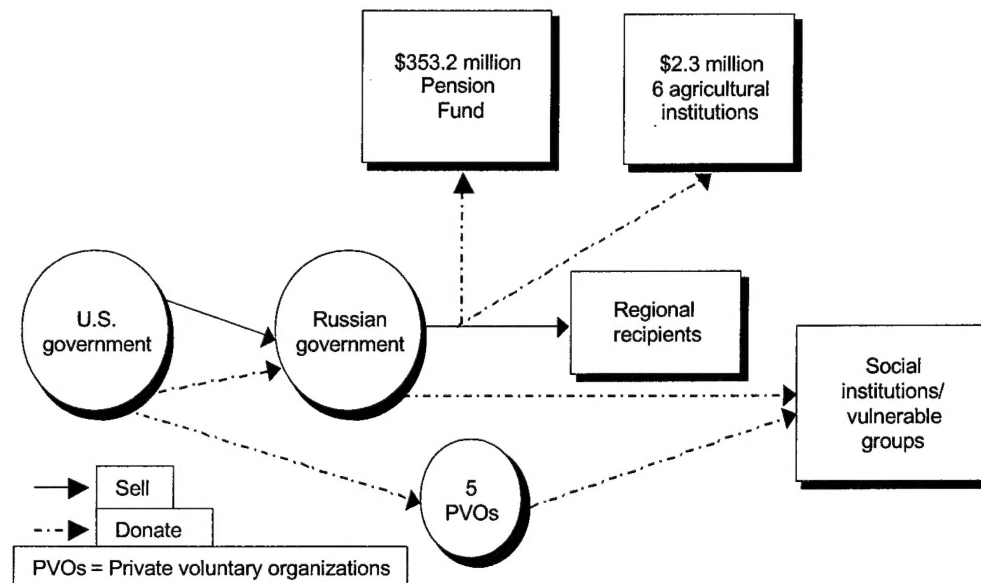 $353.2 million
Pension
Fund
$2.3 million
6 agricultural
institutions
U.S.
government
Russian
government
Regional
recipients
Social
institutions/
vulnerable
groups
5
PVOs
Sell
Donate
PVOs = Private voluntary organizations